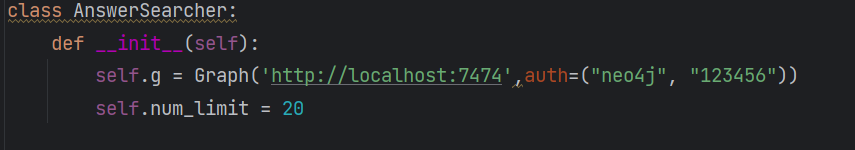 class AnswerSearcher:
    def __init__(self):
        self.g = Graph('http://localhost:7474',auth=("neo4j", "123456"))
        self.num_limit = 20